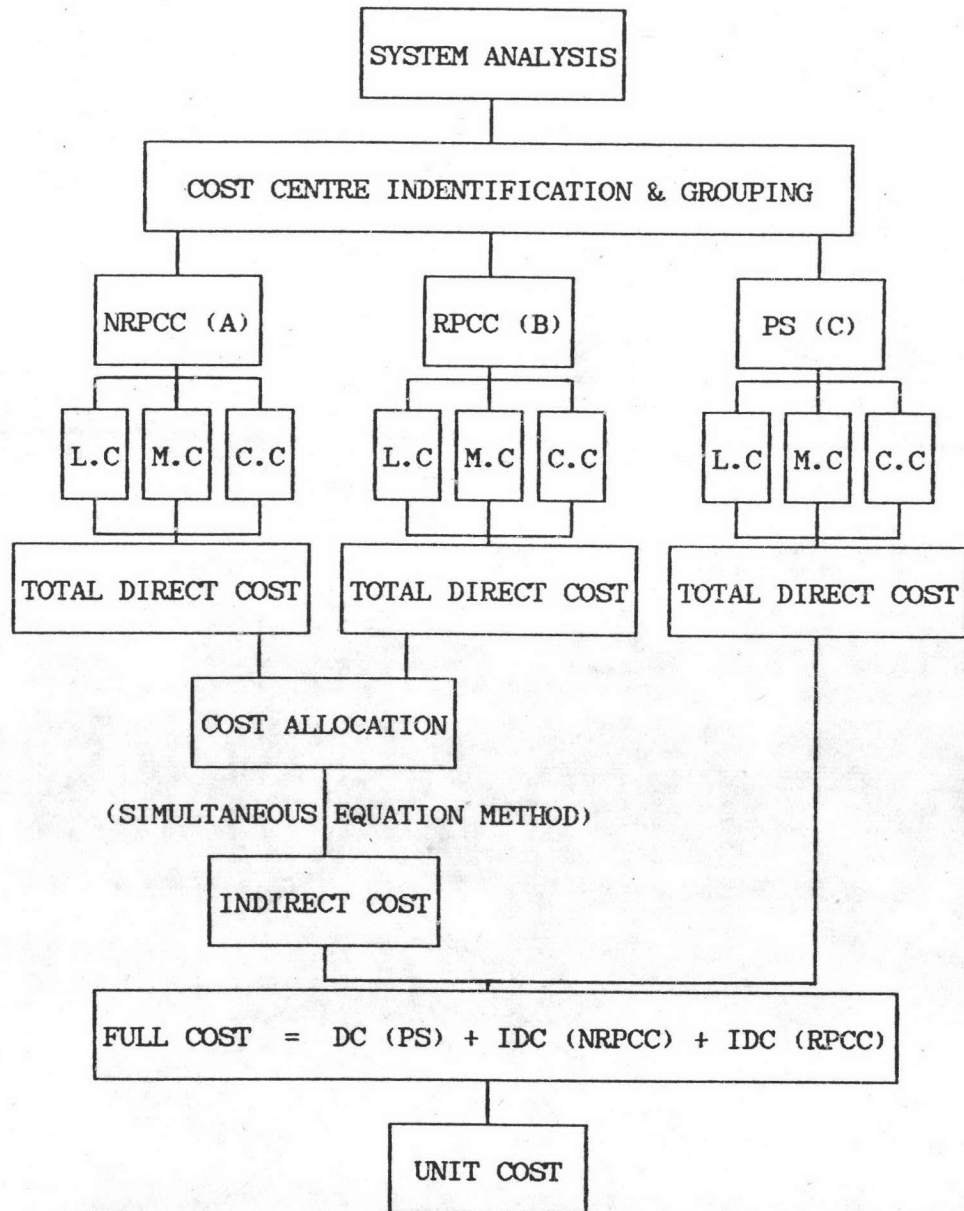 SYSTEM ANALYSIS
COST CENTRE INDENTIFICATION & GROUPING
NRPCC (A)
RPCC (B)
PS (C)
L.C M.C C.C
L.C M.C C.C
L.C M.C C.C
TOTAL DIRECT COST
TOTAL DIRECT COST
TOTAL DIRECT COST
COST ALLOCATION
(SIMULTANEOUS EQUATION METHOD)
INDIRECT COST
FULL COST = DC (PS) + IDC (NRPCC) + IDC (RPCC)
UNIT COST